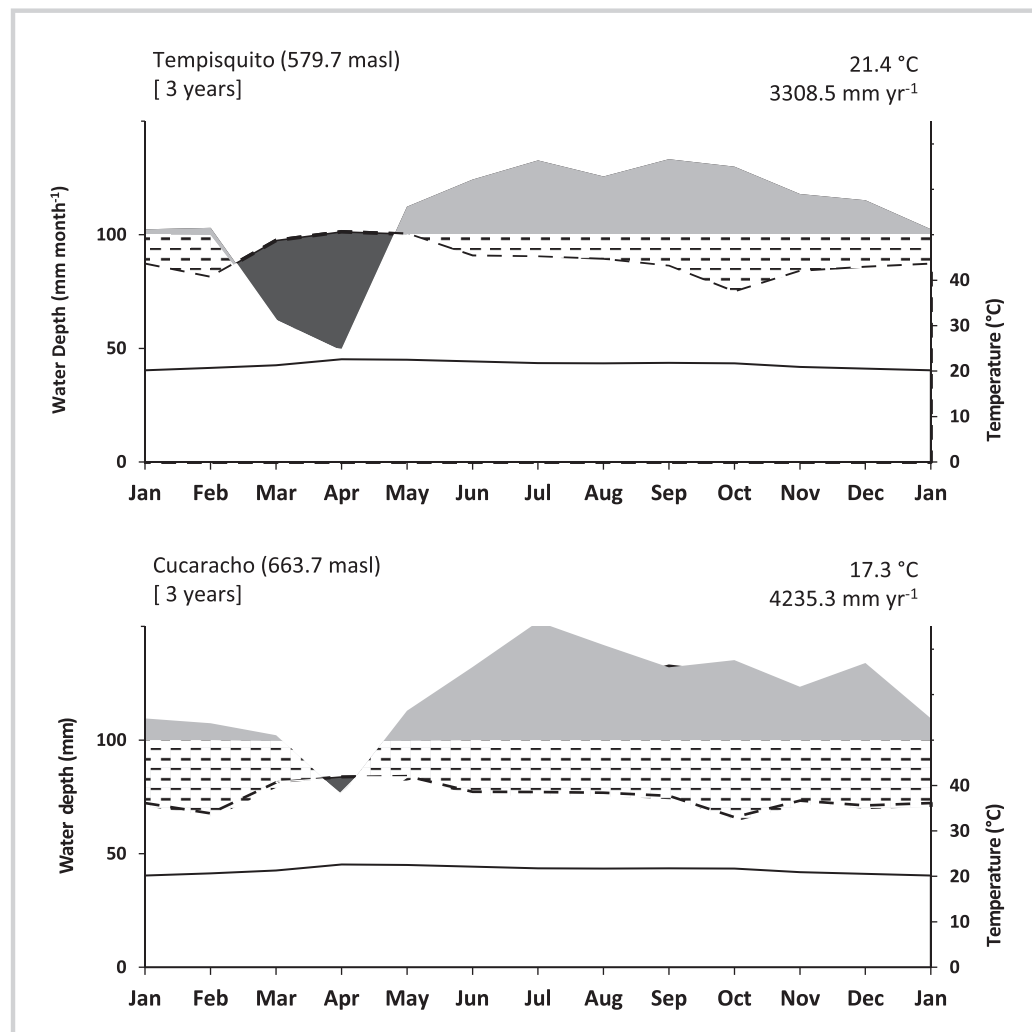 Tempisquito (579.7 masl)
[ 3 years]
21.4 °C
3308.5 mm yr-1
Water Depth (mm month-1)
100
50
0
40
30
20
10
0
Temperature (°C)
Jan Feb Mar Apr May Jun Jul Aug Sep Oct Nov Dec Jan
Cucaracho (663.7 masl)
[ 3 years]
17.3 °C
4235.3 mm yr-1
Water depth (mm)
100
50
0
40
30
20
10
0
Temperature (°C)
Jan Feb Mar Apr May Jun Jul Aug Sep Oct Nov Dec Jan